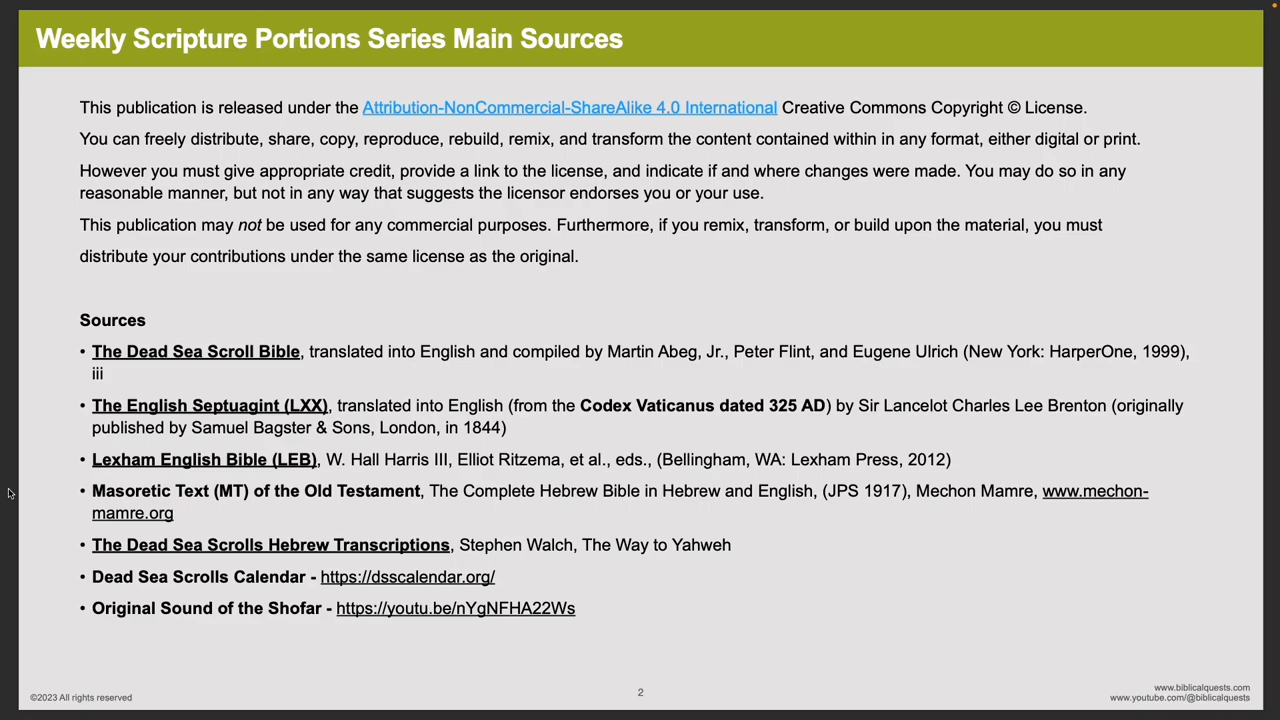 Weekly Scripture Portions Series Main Sources
This publication is released under the Attribution-NonCommercial-ShareAlike 4.0 International Creative Commons Copyright © License.
You can freely distribute, share, copy, reproduce, rebuild, remix, and transform the content contained within in any format, either digital or print.
However you must give appropriate credit, provide a link to the license, and indicate if and where changes were made. You may do so in any
reasonable manner, but not in any way that suggests the licensor endorses you or your use.
This publication may not be used for any commercial purposes. Furthermore, if you remix, transform, or build upon the material, you must
distribute your contributions under the same license as the original.
Sources
• The Dead Sea Scroll Bible, translated into English and compiled by Martin Abeg, Jr., Peter Flint, and Eugene Ulrich (New York: HarperOne, 1999),
iii
• The English Septuagint (LXX), translated into English (from the Codex Vaticanus dated 325 AD) by Sir Lancelot Charles Lee Brenton (originally
published by Samuel Bagster & Sons, London, in 1844)
• Lexham English Bible (LEB), W. Hall Harris III, Elliot Ritzema, et al., eds., (Bellingham, WA: Lexham Press, 2012)
• Masoretic Text (MT) of the Old Testament, The Complete Hebrew Bible in Hebrew and English, (JPS 1917), Mechon Mamre, www.mechon-
mamre.org
• The Dead Sea Scrolls Hebrew Transcriptions, Stephen Walch, The Way to Yahweh
• Dead Sea Scrolls Calendar - https://dsscalendar.org/
• Original Sound of the Shofar - https://youtu.be/nYgNFHA22Ws
©2023 All rights reserved
2
www.biblicalquests.com
www.youtube.com/@biblicalquests